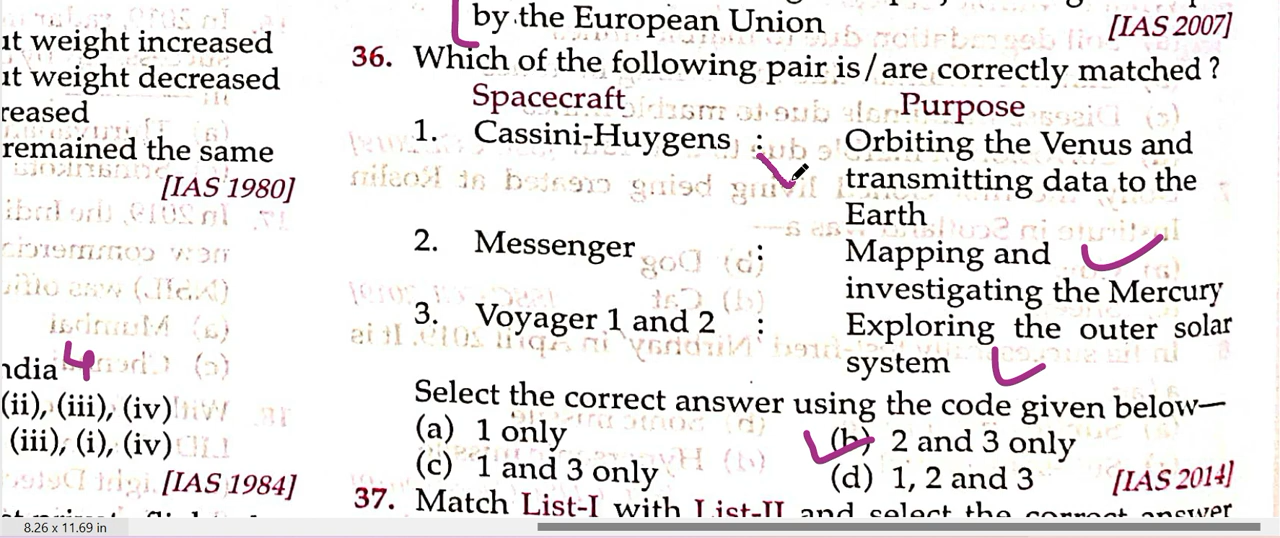 by the European Union [IAS 2007]
ut weight increased
ut weight decreased
reased
remained the same
[IAS 1980]
ndia 4
(ii), (iii), (iv)
(iii), (i), (iv)
[IAS 1984]
36. Which of the following pair is/are correctly matched ?
Spacecraft Purpose
1. Cassini-Huygens : Orbiting the Venus and
transmitting data to the
Earth
2. Messenger : Mapping and
investigating the Mercury
3. Voyager 1 and 2 : Exploring the outer solar
system
Select the correct answer using the code given below—
(a) 1 only (b) 2 and 3 only
(c) 1 and 3 only (d) 1, 2 and 3 [IAS 2014]
37. Match List-I with List-II and select the correct answer
8.26 x 11.69 in